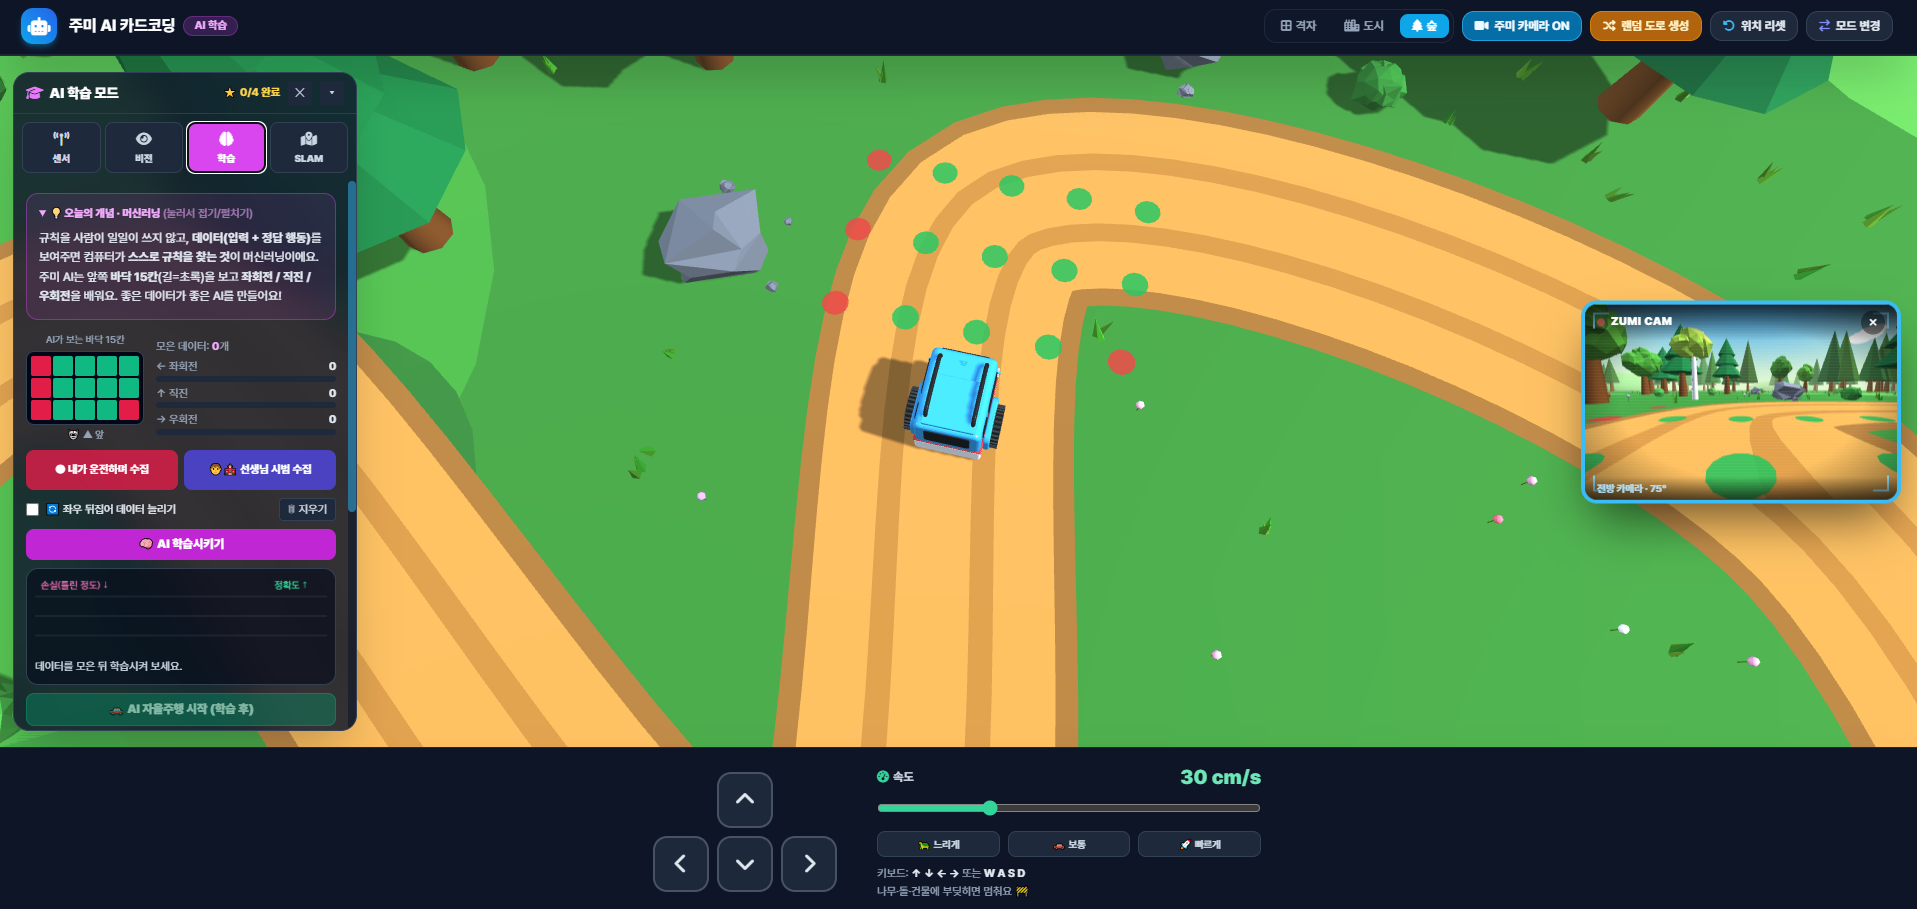 주미 AI 카드코딩
AI 학습
격자
도시
숲
주미 카메라 ON
랜덤 도로 생성
위치 리셋
모드 변경
AI 학습 모드
★ 0/4 완료
센서
비전
학습
SLAM
▼ 💡 오늘의 개념 · 머신러닝 (눌러서 접기/펼치기)
규칙을 사람이 일일이 쓰지 않고, 데이터(입력 + 정답 행동)를
보여주면 컴퓨터가 스스로 규칙을 찾는 것이 머신러닝이에요.
주미 AI는 앞쪽 바닥 15칸(길=초록)을 보고 좌회전 / 직진 /
우회전을 배워요. 좋은 데이터가 좋은 AI를 만들어요!
AI가 보는 바닥 15칸
▲ 앞
모은 데이터: 0개
← 좌회전 0
↑ 직진 0
→ 우회전 0
내가 운전하며 수집
선생님 시범 수집
좌우 뒤집어 데이터 늘리기
지우기
AI 학습시키기
손실(틀린 정도) ↓
정확도 ↑
데이터를 모은 뒤 학습시켜 보세요.
AI 자율주행 시작 (학습 후)
ZUMI CAM
전방 카메라 · 75°
속도
30 cm/s
느리게
보통
빠르게
키보드: ↑ ↓ ← → 또는 W A S D
나무·돌·건물에 부딪히면 멈춰요